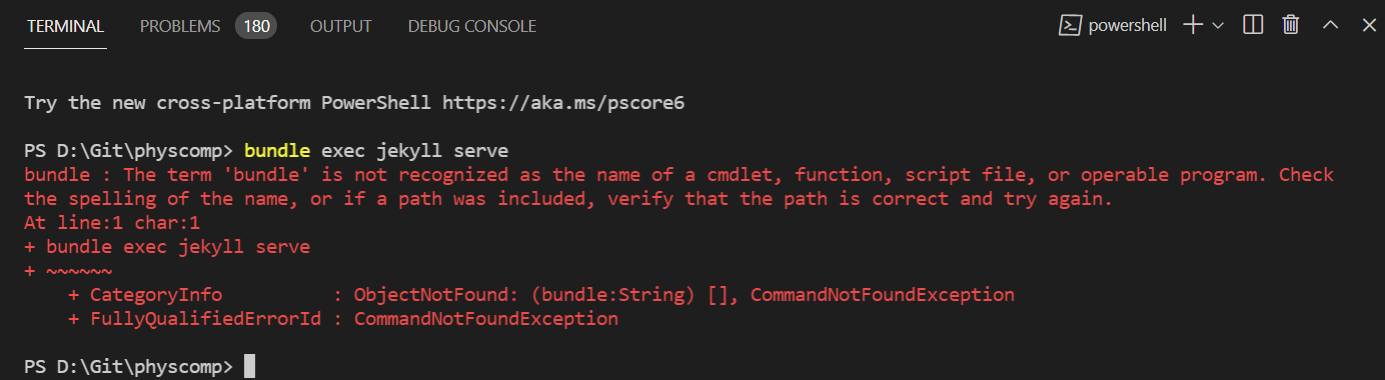 TERMINAL PROBLEMS 180 OUTPUT DEBUG CONSOLE powershell
Try the new cross-platform PowerShell https://aka.ms/pscore6
PS D:\Git\physcomp> bundle exec jekyll serve
bundle : The term 'bundle' is not recognized as the name of a cmdlet, function, script file, or operable program. Check
the spelling of the name, or if a path was included, verify that the path is correct and try again.
At line:1 char:1
+ bundle exec jekyll serve
+ ~~~~~~
    + CategoryInfo          : ObjectNotFound: (bundle:String) [], CommandNotFoundException
    + FullyQualifiedErrorId : CommandNotFoundException
PS D:\Git\physcomp>